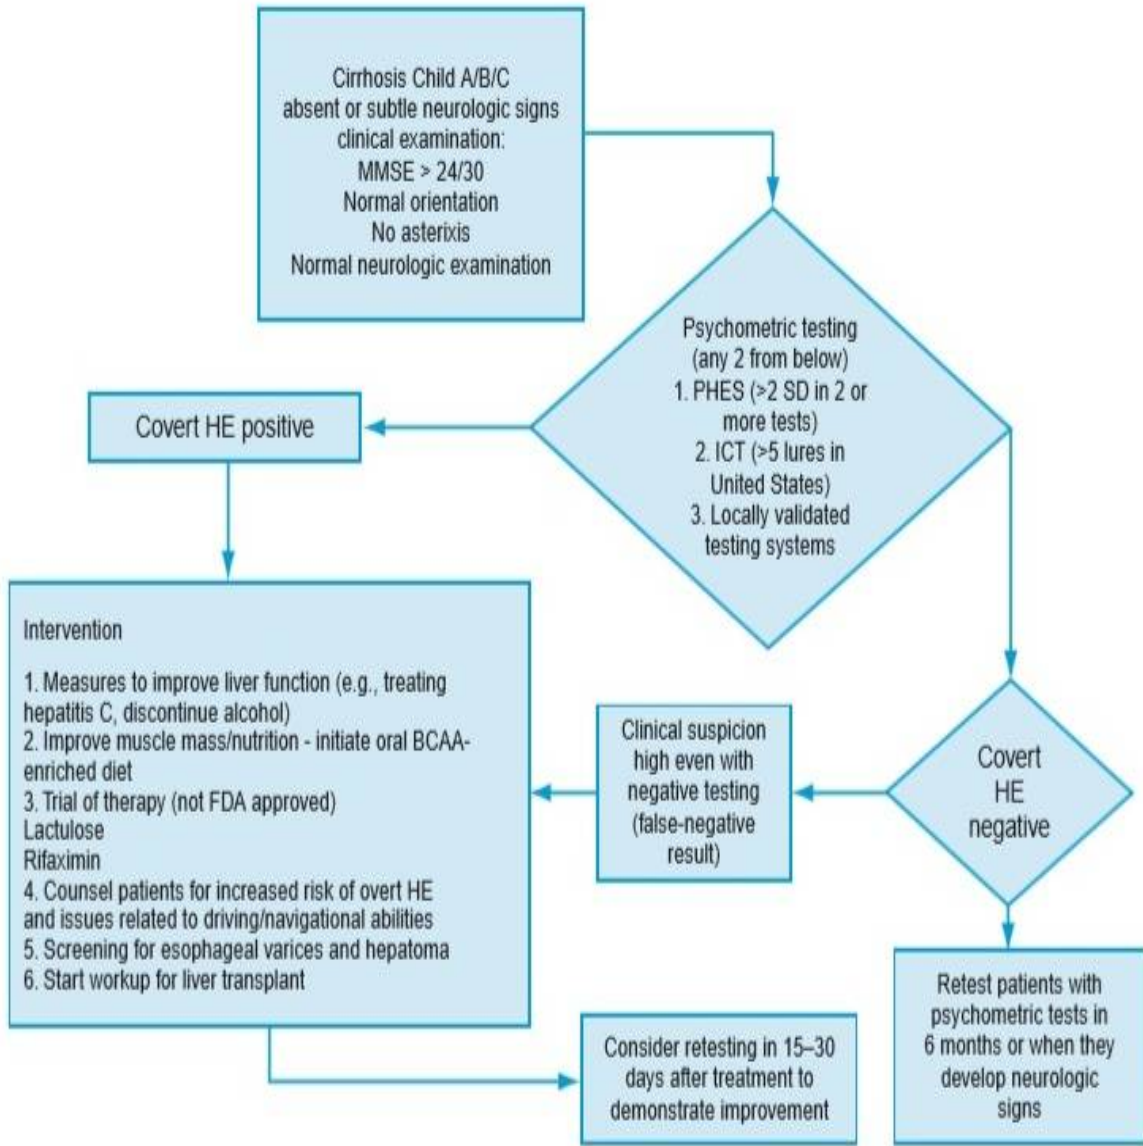 Cirrhosis Child A/B/C
absent or subtle neurologic signs
clinical examination:
MMSE > 24/30
Normal orientation
No asterixis
Normal neurologic examination
Psychometric testing
(any 2 from below)
1. PHES (>2 SD in 2 or
more tests)
2. ICT (>5 lures in
United States)
3. Locally validated
testing systems
Covert HE positive
Intervention
1. Measures to improve liver function (e.g., treating
hepatitis C, discontinue alcohol)
2. Improve muscle mass/nutrition - initiate oral BCAA-
enriched diet
3. Trial of therapy (not FDA approved)
Lactulose
Rifaximin
4. Counsel patients for increased risk of overt HE
and issues related to driving/navigational abilities
5. Screening for esophageal varices and hepatoma
6. Start workup for liver transplant
Clinical suspicion
high even with
negative testing
(false-negative
result)
Covert
HE
negative
Consider retesting in 15–30
days after treatment to
demonstrate improvement
Retest patients with
psychometric tests in
6 months or when they
develop neurologic
signs